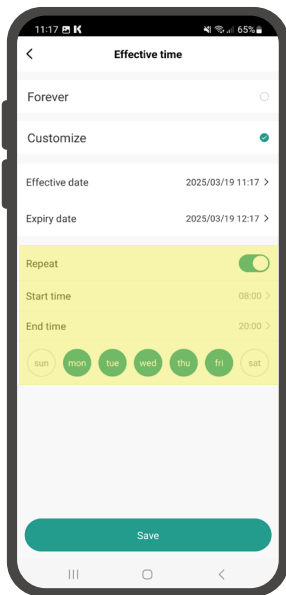 11:17 K 65%
Effective time
Forever
Customize
Effective date 2025/03/19 11:17
Expiry date 2025/03/19 12:17
Repeat
Start time 08:00
End time 20:00
sun mon tue wed thu fri sat
Save